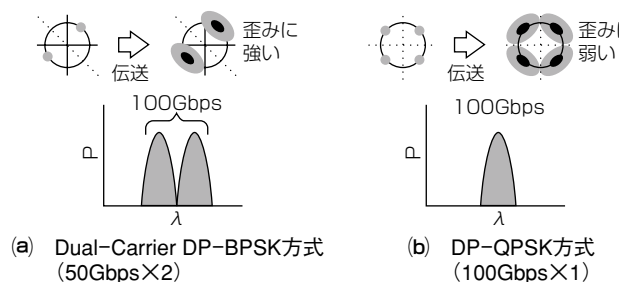 伝送
歪みに
強い
100Gbps
P
λ
(a) Dual-Carrier DP-BPSK方式
(50Gbps×2)
伝送
歪みに
弱い
100Gbps
P
λ
(b) DP-QPSK方式
(100Gbps×1)